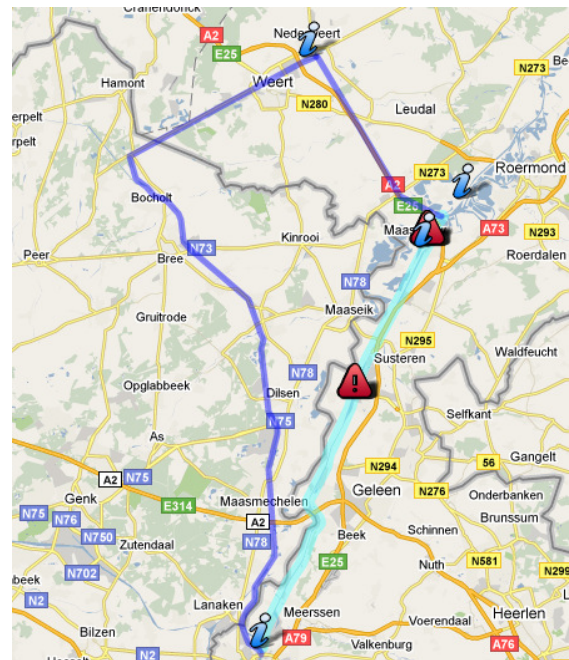 Cranendonck
A2
Nederweert
E25
N273
Hamont
Weert
N280
Leudal
N273
Roermond
A2
Bocholt
E25
A73
N293
Peer
N73
Kinrooi
Bree
Roerdalen
N78
Gruitrode
Maaseik
N295
Susteren
Waldfeucht
N78
Opglabbeek
Dilsen
Selfkant
N75
As
56
Gangelt
N294
N75
A2
Genk
E314
Maasmechelen
Geleen
N276
Onderbanken
N75
N76
A2
Brunssum
N750
Zutendaal
N78
Beek
Schinnen
N702
E25
Nuth
N581
N299
N2
Lanaken
Meerssen
Heerlen
Bilzen
Voerendaal
N2
A79
Valkenburg
A76